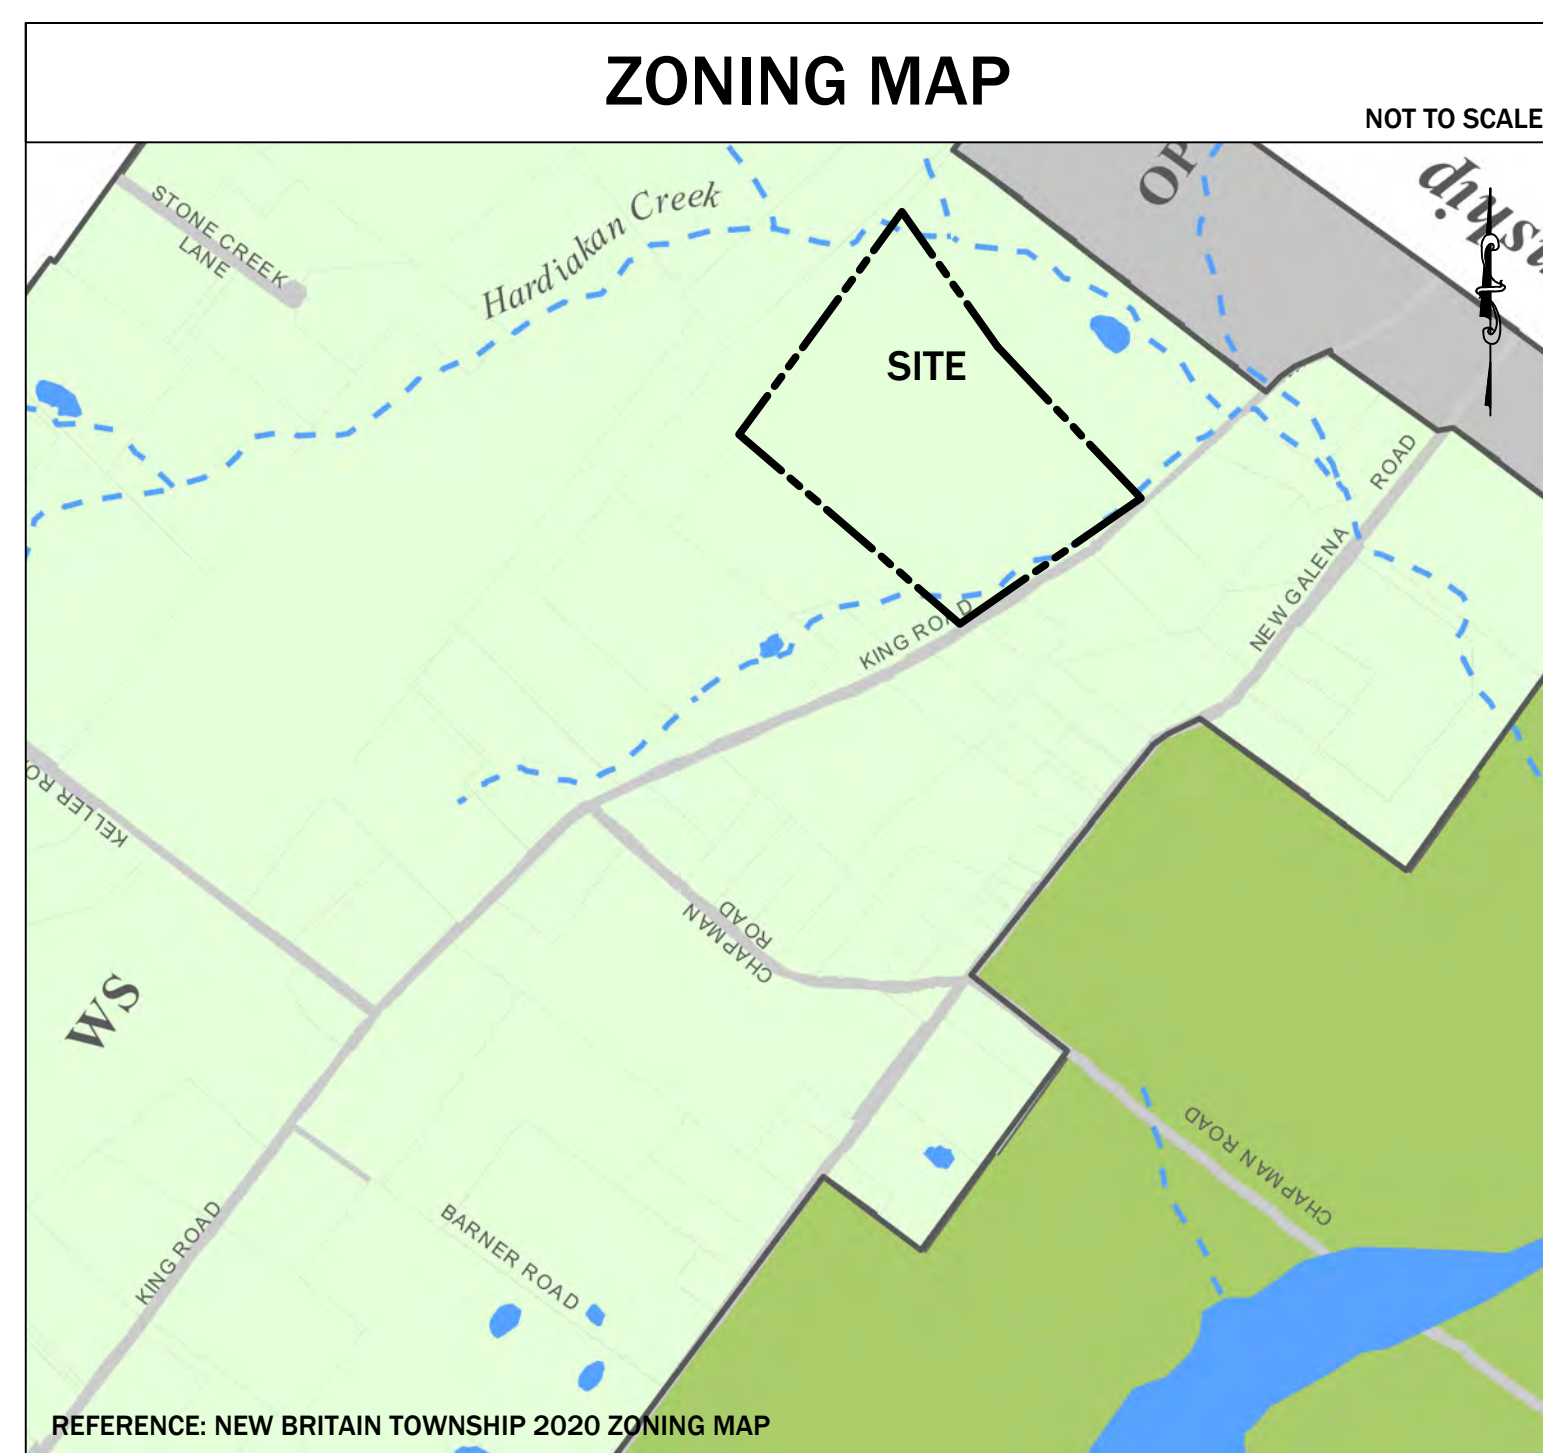 ZONING MAP
NOT TO SCALE
OP
STONE CREEK
LANE
Hardiakan Creek
SITE
ROAD
NEW GALENA
KING ROAD
KELLER
ROAD
CHAPMAN
WS
CHAPMAN ROAD
KING ROAD
BARNER ROAD
REFERENCE: NEW BRITAIN TOWNSHIP 2020 ZONING MAP